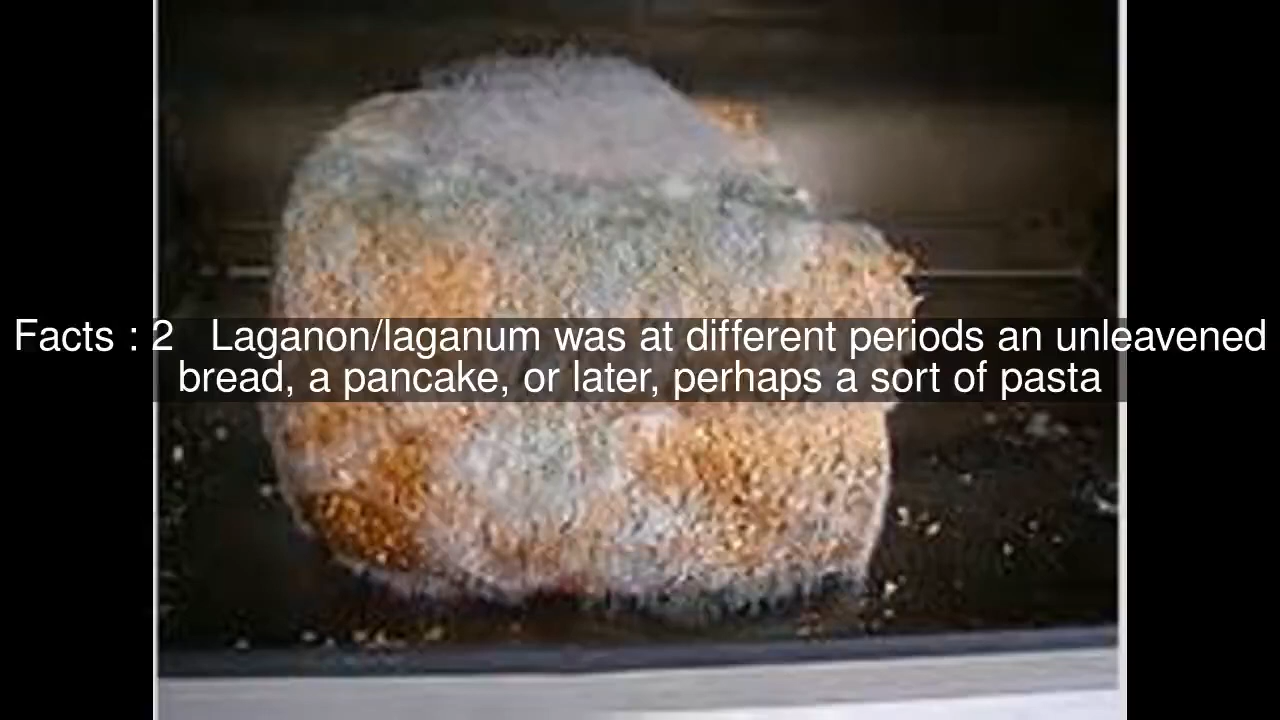 Facts : 2   Laganon/laganum was at different periods an unleavened
bread, a pancake, or later, perhaps a sort of pasta